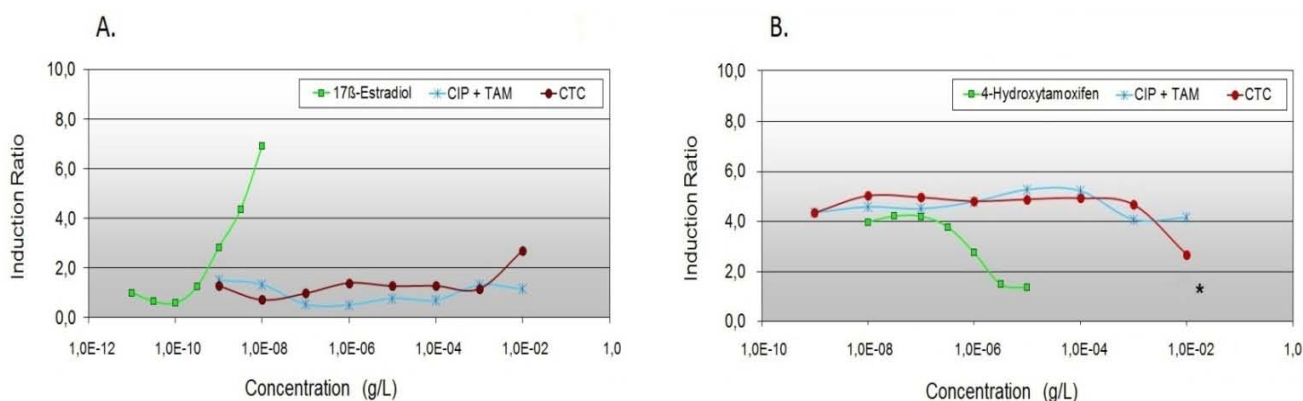 A.
Induction Ratio
10,0
8,0
6,0
4,0
2,0
0,0
17ß-Estradiol CIP + TAM CTC
1,0E-12 1,0E-10 1,0E-08 1,0E-06 1,0E-04 1,0E-02 1,0
Concentration (g/L)
B.
Induction Ratio
10,0
8,0
6,0
4,0
2,0
0,0
4-Hydroxytamoxifen CIP + TAM CTC
*
1,0E-10 1,0E-08 1,0E-06 1,0E-04 1,0E-02 1,0
Concentration (g/L)